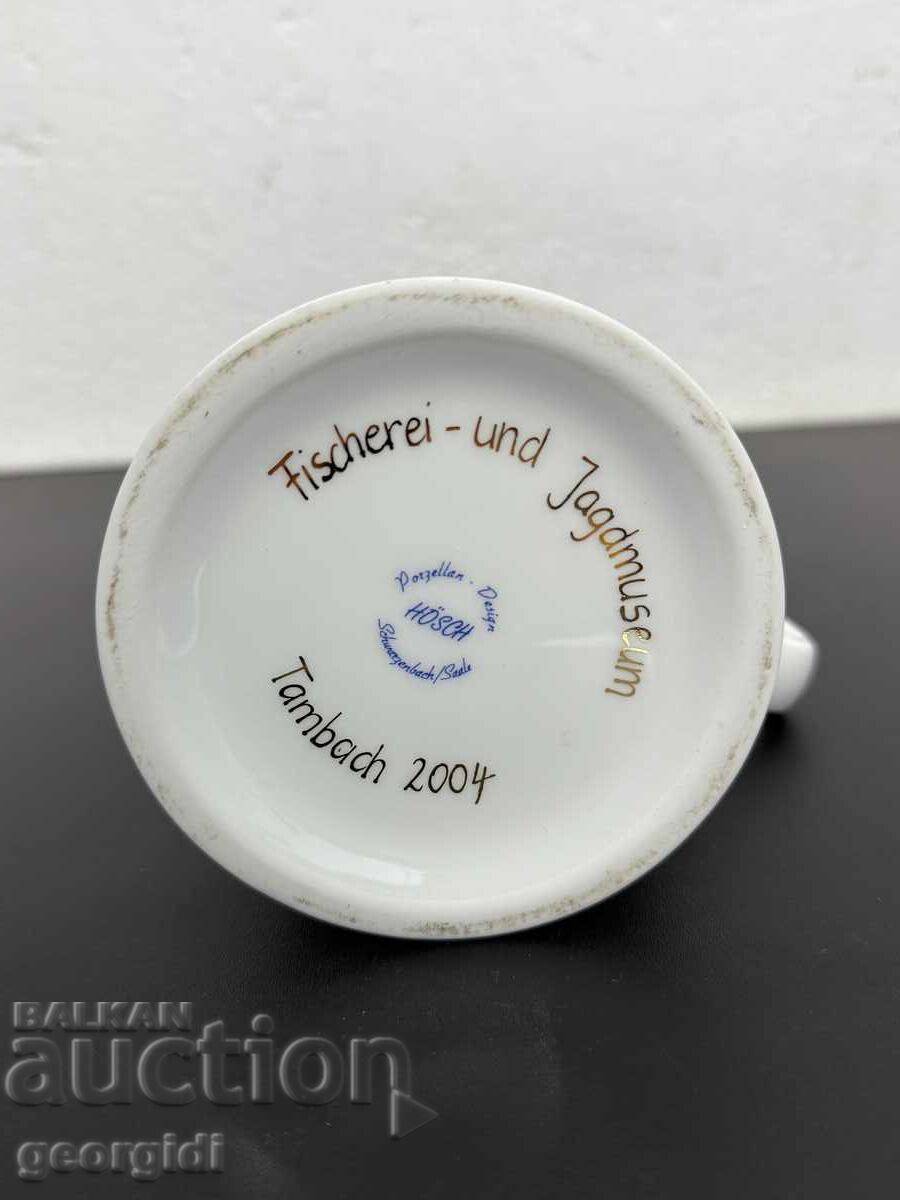 Fischerei - und Jagdmuseum
Porzellan - Design
HÖSCH
Schwarzenbach/Saale
Tambach 2004
BALKAN
auction
georgidi